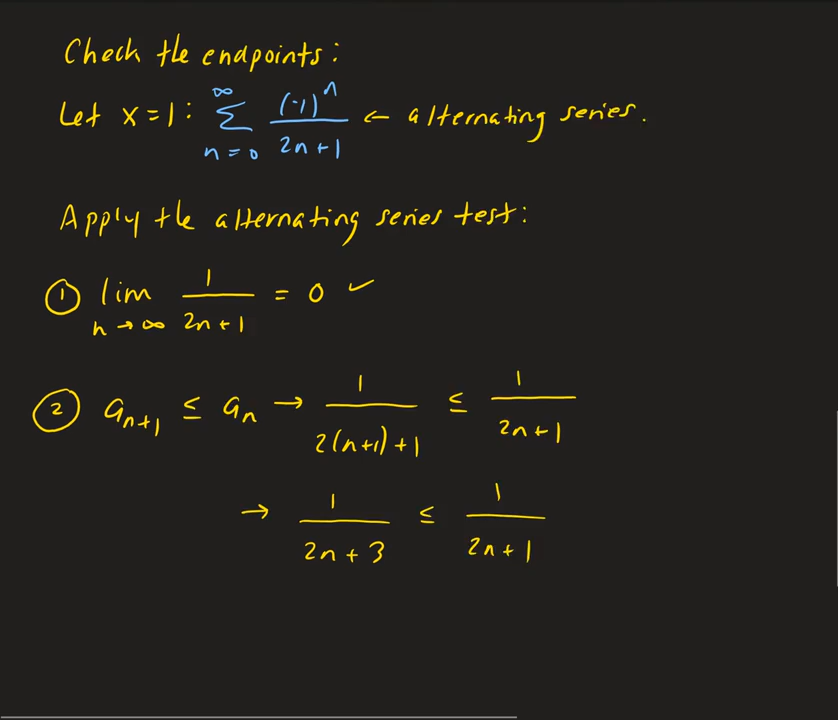 Check the endpoints:
Let x=1: ∞ Σ n=0 (-1)^n / 2n+1 ← alternating series.
Apply the alternating series test:
① lim n→∞ 1 / 2n+1 = 0 ✓
② a_{n+1} ≤ a_n → 1 / 2(n+1)+1 ≤ 1 / 2n+1
→ 1 / 2n+3 ≤ 1 / 2n+1